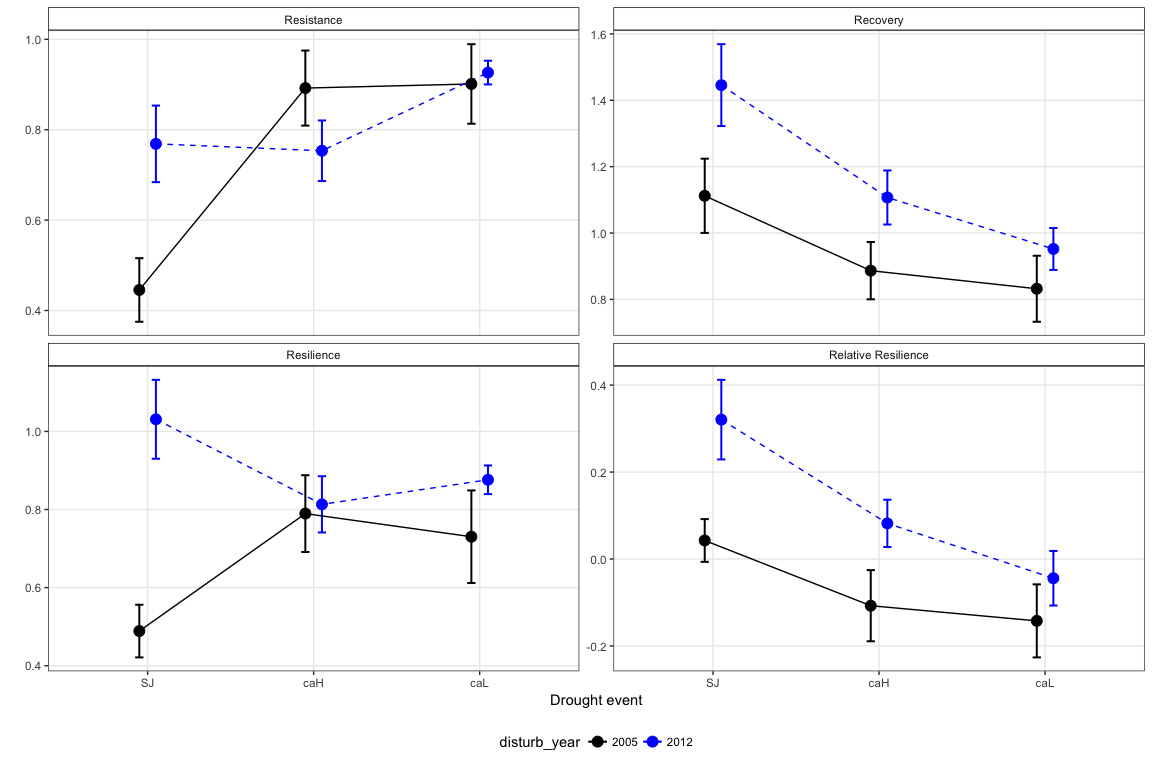 Resistance
Recovery
1.0
0.8
0.6
0.4
1.6
1.4
1.2
1.0
0.8
Resilience
Relative Resilience
1.0
0.8
0.6
0.4
0.4
0.2
0.0
-0.2
SJ caH caL
SJ caH caL
Drought event
disturb_year 2005 2012